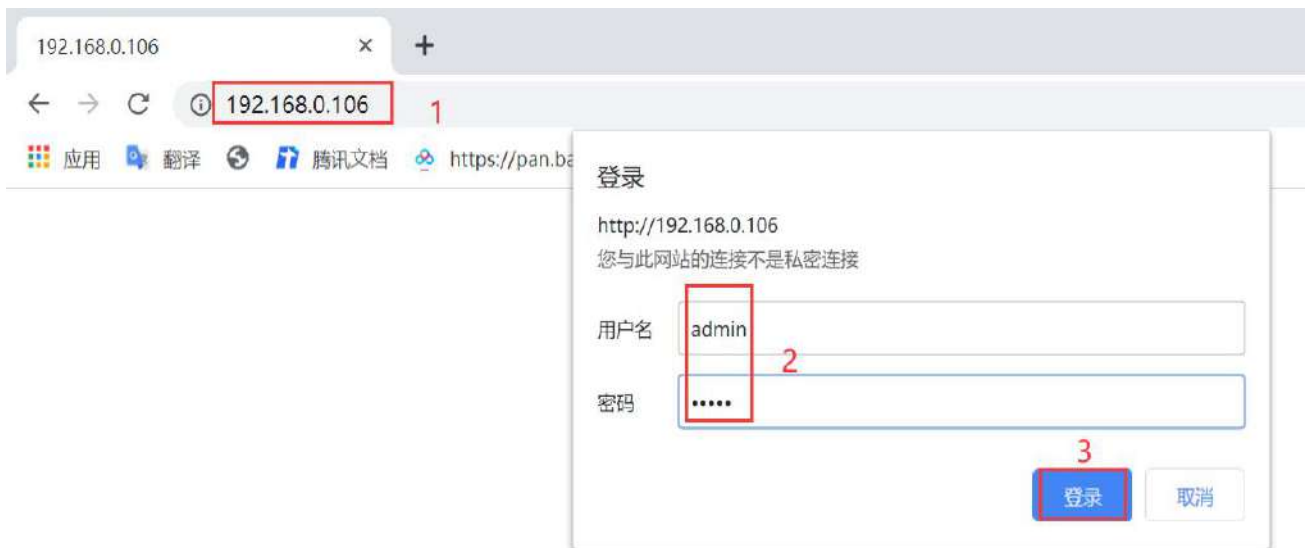 192.168.0.106
192.168.0.106
1
应用 翻译 腾讯文档 https://pan.ba
登录
http://192.168.0.106
您与此网站的连接不是私密连接
用户名 admin
2
密码 •••••
3
登录 取消